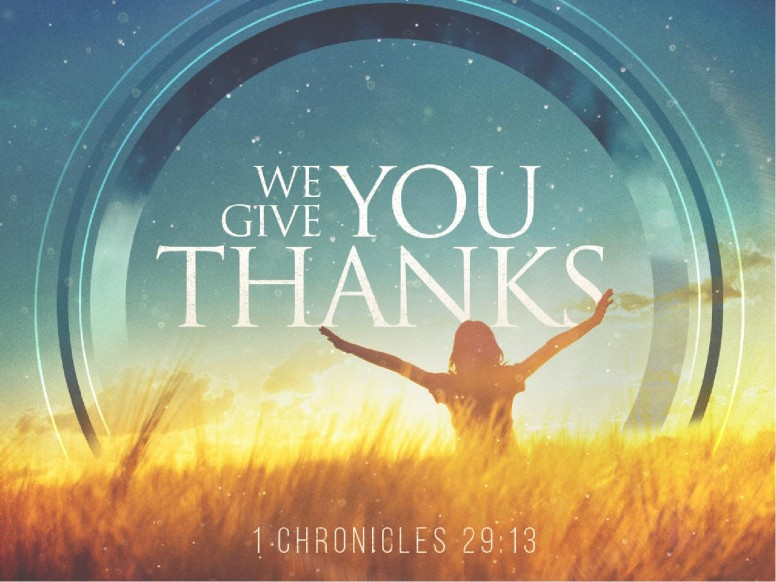 WE
GIVE YOU
THANKS
1 CHRONICLES 29:13